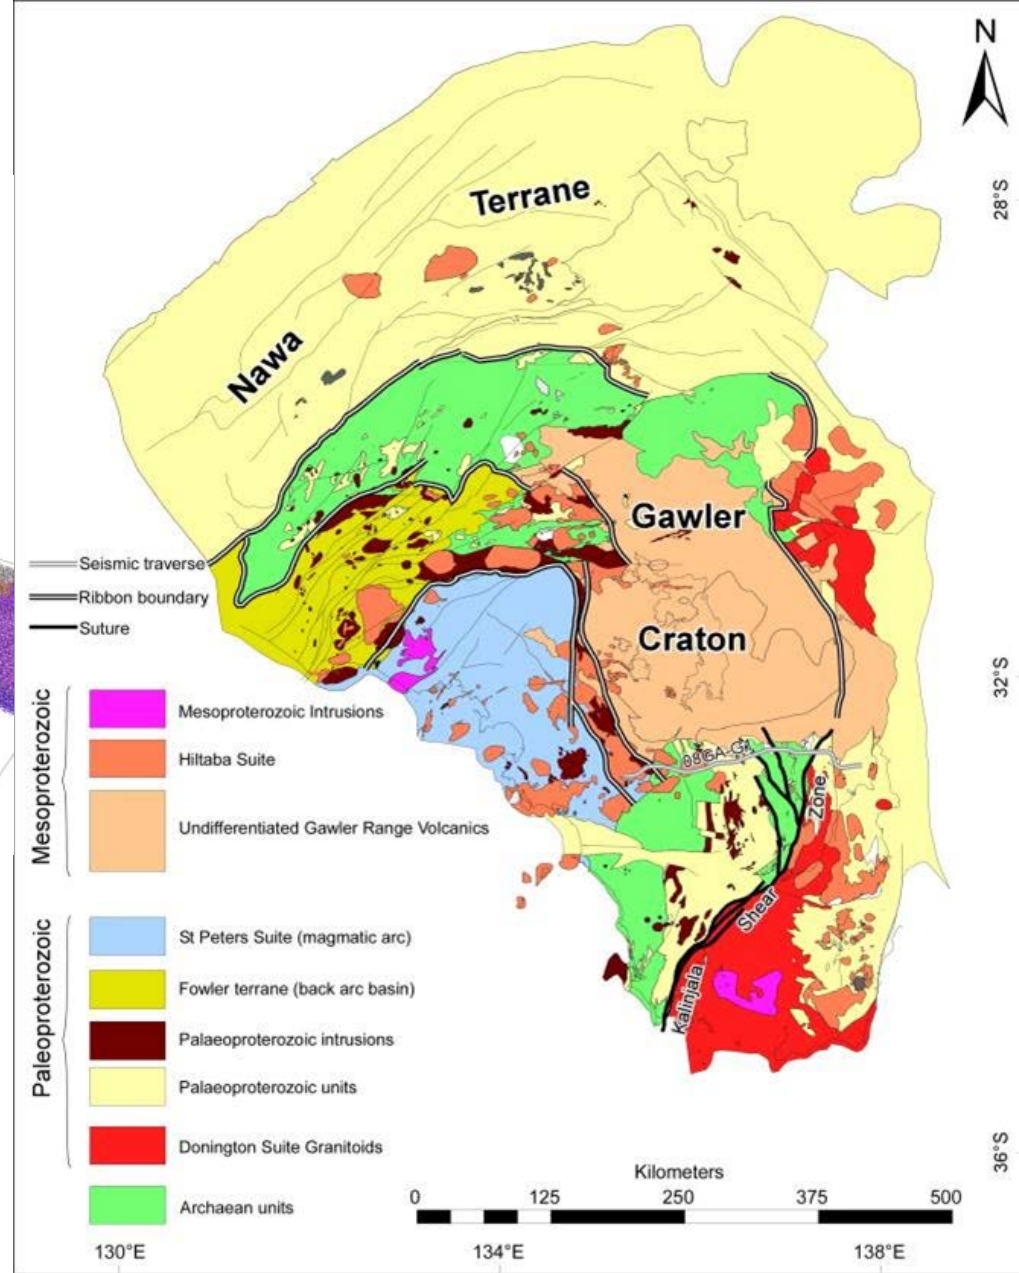 N
Terrane
28°S
Nawa
Gawler
Craton
32°S
Seismic traverse
Ribbon boundary
Suture
Mesoproterozoic
Mesoproterozoic Intrusions
Hiltaba Suite
Undifferentiated Gawler Range Volcanics
Zone
Shear
Kalinjala
Paleoproterozoic
St Peters Suite (magmatic arc)
Fowler terrane (back arc basin)
Palaeoproterozoic intrusions
Palaeoproterozoic units
Donington Suite Granitoids
Archaean units
36°S
Kilometers
0 125 250 375 500
130°E 134°E 138°E